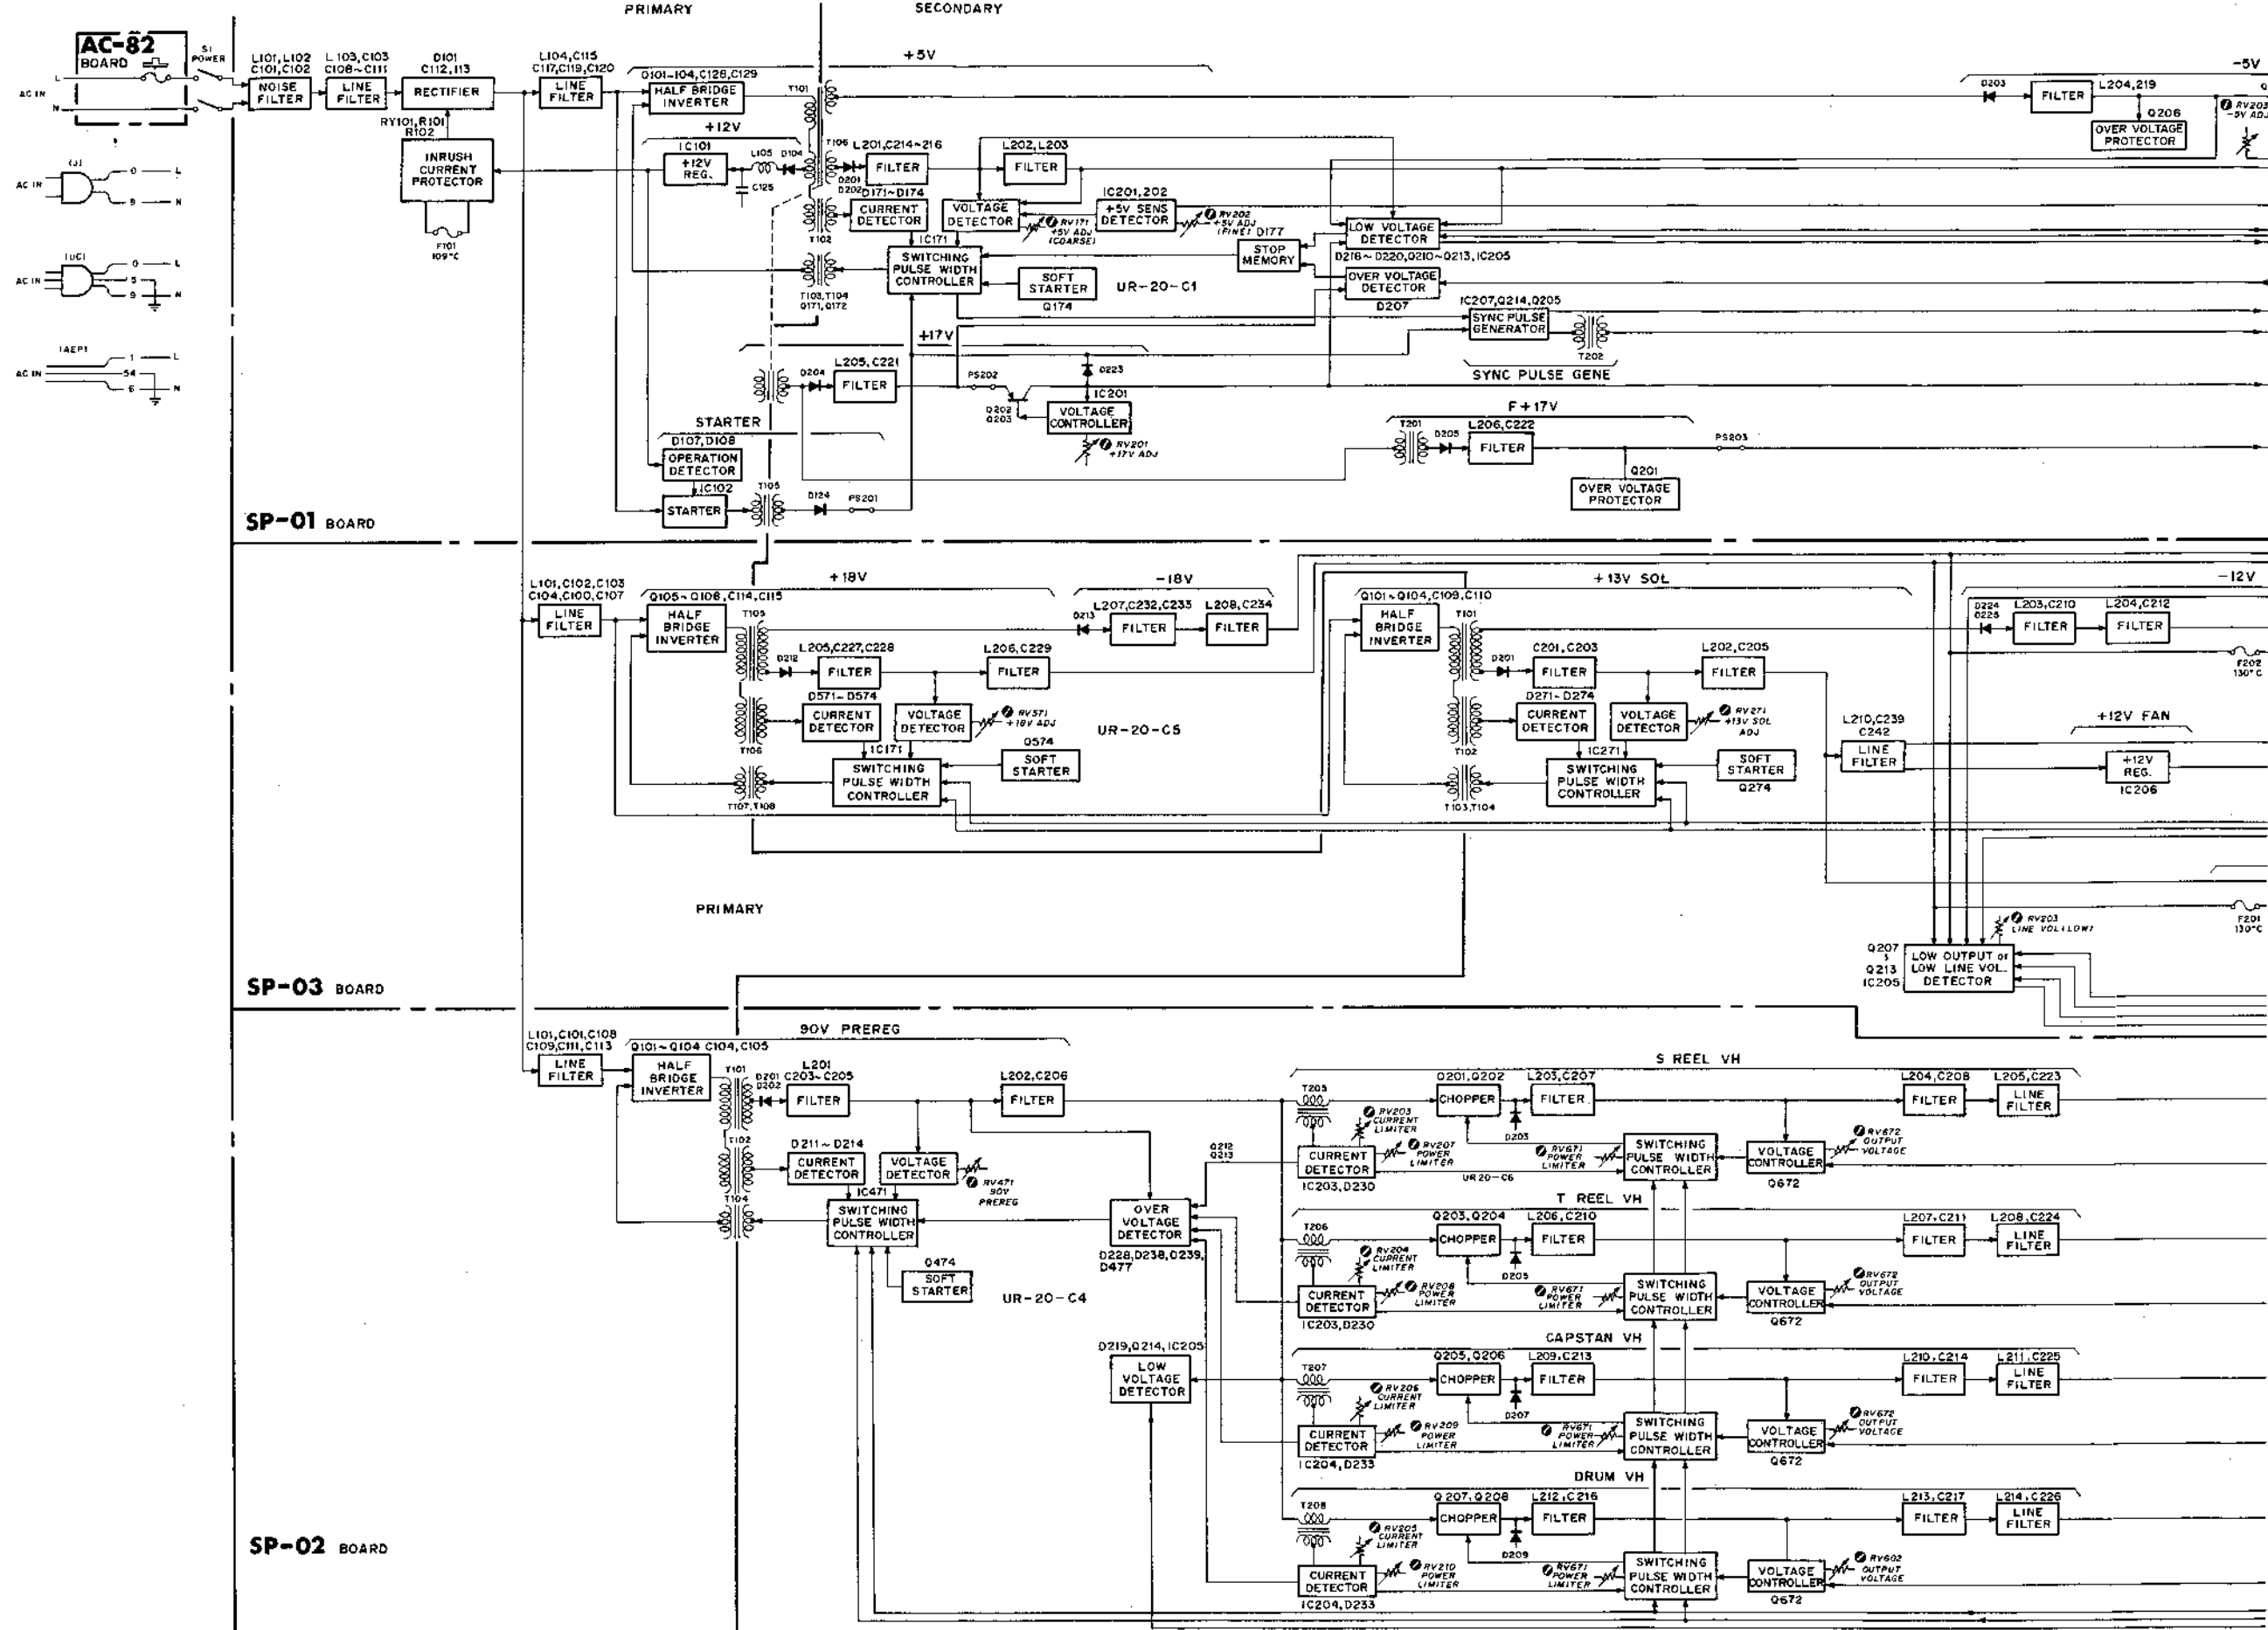 PRIMARY
SECONDARY
AC-82
BOARD
S1
POWER
L
N
AC IN
L101,L102
C101,C102
NOISE
FILTER
L103,C103
C108~C111
LINE
FILTER
D101
C112,113
RECTIFIER
RY101,R101
R102
INRUSH
CURRENT
PROTECTOR
F101
109°C
L104,C115
C117,C119,C120
LINE
FILTER
+5V
Q101~104,C128,C129
HALF BRIDGE
INVERTER
T101
+12V
IC101
+12V
REG.
L105
D104
C125
T106
D201
D202
L201,C214~216
FILTER
L202,L203
FILTER
D171~D174
CURRENT
DETECTOR
T102
VOLTAGE
DETECTOR
RV171
+5V ADJ
(COARSE)
IC201,202
+5V SENS
DETECTOR
RV202
+5V ADJ
(FINE)
IC171
SWITCHING
PULSE WIDTH
CONTROLLER
T103,T104
Q171,Q172
SOFT
STARTER
Q174
UR-20-C1
D177
STOP
MEMORY
LOW VOLTAGE
DETECTOR
D218~D220,Q210~Q213,IC205
OVER VOLTAGE
DETECTOR
D207
IC207,Q214,Q205
SYNC PULSE
GENERATOR
T202
SYNC PULSE GENE
-5V
D203
FILTER
L204,219
Q206
OVER VOLTAGE
PROTECTOR
Q
RV203
-5V ADJ
(J)
AC IN
0
L
9
N
(UC)
AC IN
0
L
5
9
N
(AEP)
AC IN
1
L
54
6
N
+17V
D204
L205,C221
FILTER
PS202
Q202
Q203
D223
IC201
VOLTAGE
CONTROLLER
RV201
+17V ADJ
STARTER
D107,D108
OPERATION
DETECTOR
IC102
STARTER
T105
D124
PS201
F+17V
T201
D205
L206,C222
FILTER
PS203
Q201
OVER VOLTAGE
PROTECTOR
SP-01 BOARD
L101,C102,C103
C104,C100,C107
LINE
FILTER
+18V
Q105~Q108,C114,C115
HALF
BRIDGE
INVERTER
T105
D212
L205,C227,C228
FILTER
L206,C229
FILTER
-18V
D213
L207,C232,C233
FILTER
L208,C234
FILTER
D571~D574
CURRENT
DETECTOR
T106
VOLTAGE
DETECTOR
RV571
+18V ADJ
UR-20-C5
IC171
SWITCHING
PULSE WIDTH
CONTROLLER
T107,T108
Q574
SOFT
STARTER
+13V SOL
Q101~Q104,C109,C110
HALF
BRIDGE
INVERTER
T101
D201
C201,C203
FILTER
L202,C205
FILTER
D271~D274
CURRENT
DETECTOR
T102
VOLTAGE
DETECTOR
RV271
+13V SOL
ADJ
IC271
SWITCHING
PULSE WIDTH
CONTROLLER
T103,T104
SOFT
STARTER
Q274
-12V
D224
D225
L203,C210
FILTER
L204,C212
FILTER
F202
130°C
L210,C239
C242
LINE
FILTER
+12V FAN
+12V
REG.
IC206
PRIMARY
RV203
LINE VOL(LOW)
F201
130°C
Q207
Q213
IC205
LOW OUTPUT or
LOW LINE VOL.
DETECTOR
SP-03 BOARD
L101,C101,C108
C109,C111,C113
LINE
FILTER
90V PREREG
Q101~Q104 C104,C105
HALF
BRIDGE
INVERTER
T101
D201
D202
L201
C203~C205
FILTER
L202,C206
FILTER
T102
D211~D214
CURRENT
DETECTOR
VOLTAGE
DETECTOR
RV471
90V
PREREG
T104
IC471
SWITCHING
PULSE WIDTH
CONTROLLER
Q474
SOFT
STARTER
UR-20-C4
OVER
VOLTAGE
DETECTOR
D228,D238,D239,
D477
Q212
Q213
D219,Q214,IC205
LOW
VOLTAGE
DETECTOR
S REEL VH
T205
Q201,Q202
CHOPPER
L203,C207
FILTER
D203
L204,C208
FILTER
L205,C223
LINE
FILTER
RV203
CURRENT
LIMITER
CURRENT
DETECTOR
RV207
POWER
LIMITER
IC203,D230
RV671
POWER
LIMITER
UR20-C6
SWITCHING
PULSE WIDTH
CONTROLLER
VOLTAGE
CONTROLLER
Q672
RV672
OUTPUT
VOLTAGE
T REEL VH
T206
Q203,Q204
CHOPPER
L206,C210
FILTER
D205
L207,C211
FILTER
L208,C224
LINE
FILTER
RV204
CURRENT
LIMITER
CURRENT
DETECTOR
RV208
POWER
LIMITER
IC203,D230
RV671
POWER
LIMITER
SWITCHING
PULSE WIDTH
CONTROLLER
VOLTAGE
CONTROLLER
Q672
RV672
OUTPUT
VOLTAGE
CAPSTAN VH
T207
Q205,Q206
CHOPPER
L209,C213
FILTER
D207
L210,C214
FILTER
L211,C225
LINE
FILTER
RV206
CURRENT
LIMITER
CURRENT
DETECTOR
RV209
POWER
LIMITER
IC204,D233
RV671
POWER
LIMITER
SWITCHING
PULSE WIDTH
CONTROLLER
VOLTAGE
CONTROLLER
Q672
RV672
OUTPUT
VOLTAGE
DRUM VH
T208
Q207,Q208
CHOPPER
L212,C216
FILTER
D209
L213,C217
FILTER
L214,C226
LINE
FILTER
RV205
CURRENT
LIMITER
CURRENT
DETECTOR
RV210
POWER
LIMITER
IC204,D233
RV671
POWER
LIMITER
SWITCHING
PULSE WIDTH
CONTROLLER
VOLTAGE
CONTROLLER
Q672
RV602
OUTPUT
VOLTAGE
SP-02 BOARD